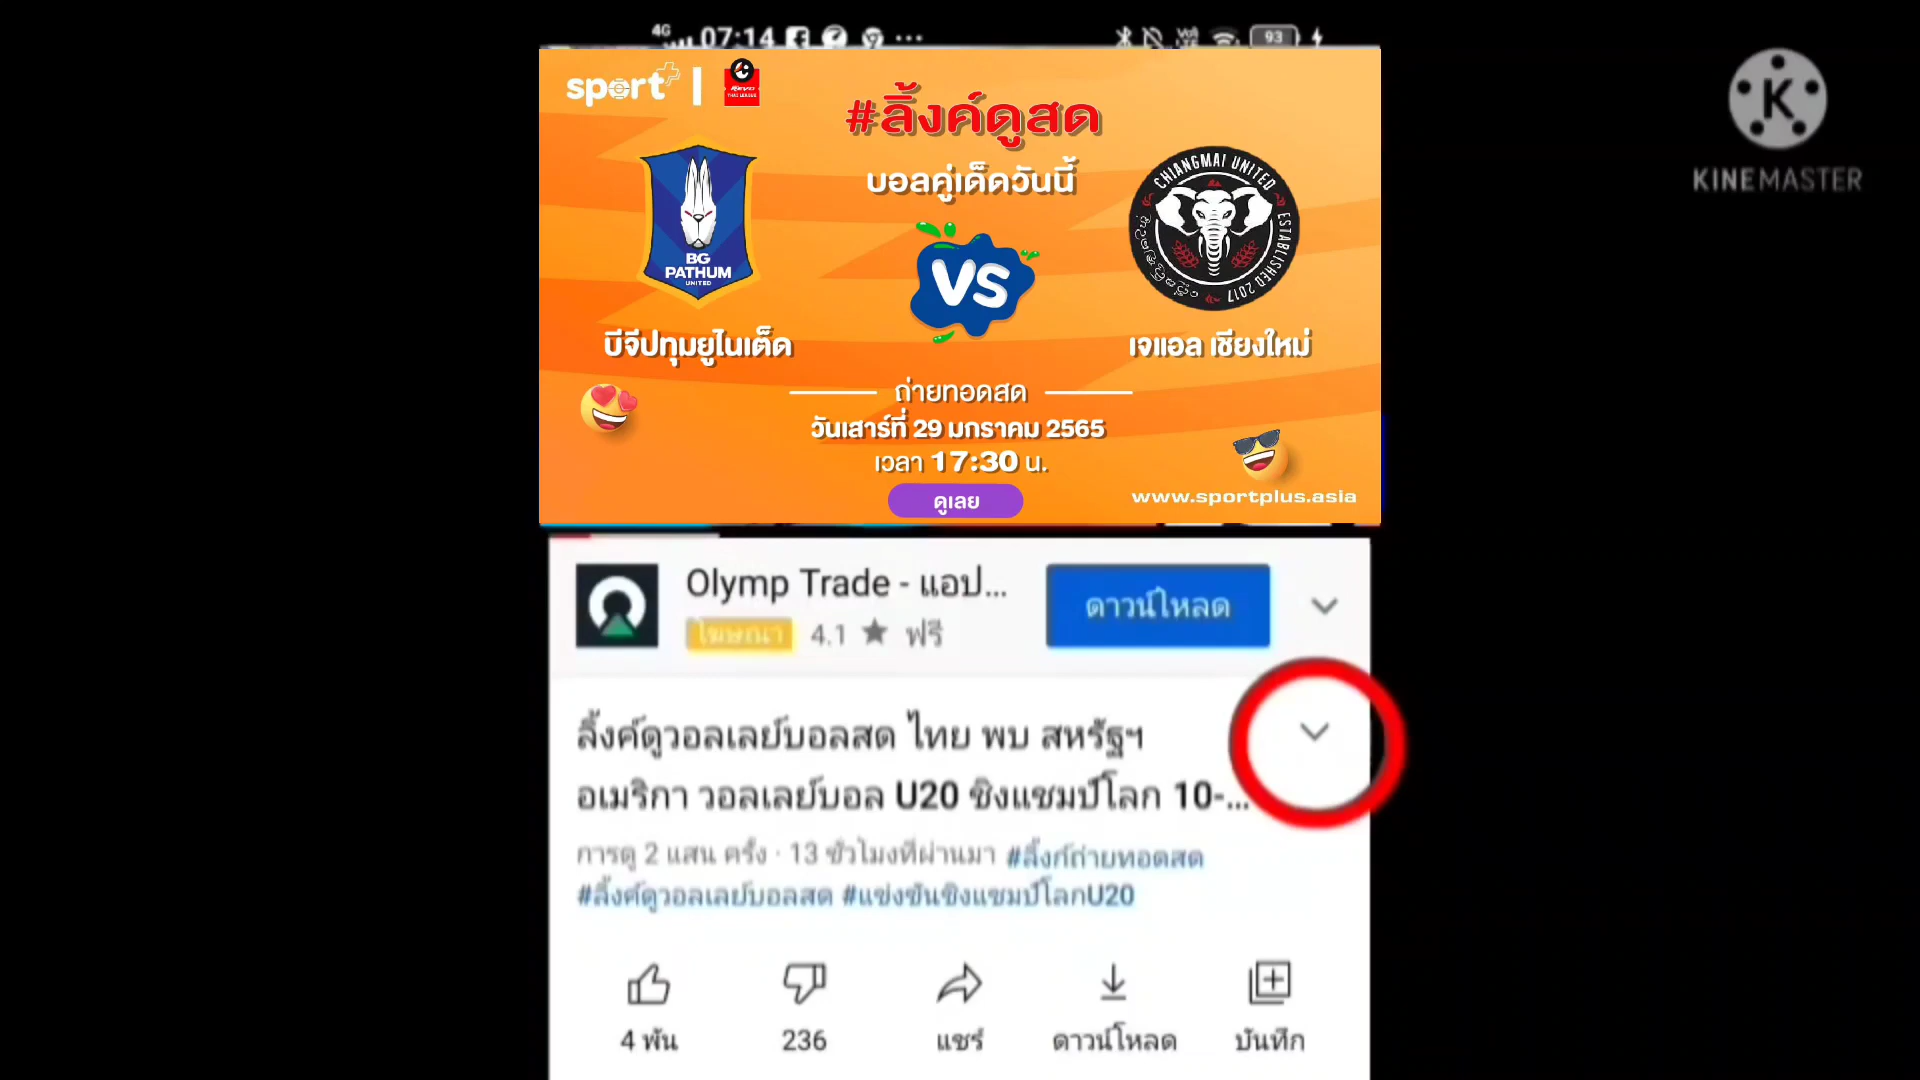 4G 07:14 93
sport+
#ลิ้งค์ดูสด
บอลคู่เด็ดวันนี้
BG
PATHUM
UNITED
VS
CHIANGMAI UNITED
ESTABLISHED 2017
บีจีปทุมยูไนเต็ด
เจแอล เชียงใหม่
ถ่ายทอดสด
วันเสาร์ที่ 29 มกราคม 2565
เวลา 17:30 น.
ดูเลย
www.sportplus.asia
KINEMASTER
Olymp Trade - แอป...
ดาวน์โหลด
โฆษณา 4.1 ★ ฟรี
ลิ้งค์ดูวอลเลย์บอลสด ไทย พบ สหรัฐฯ
อเมริกา วอลเลย์บอล U20 ชิงแชมป์โลก 10-...
การดู 2 แสน ครั้ง · 13 ชั่วโมงที่ผ่านมา #ลิ้งก์ถ่ายทอดสด
#ลิ้งค์ดูวอลเลย์บอลสด #แข่งขันชิงแชมป์โลกU20
4 พัน
236
แชร์
ดาวน์โหลด
บันทึก